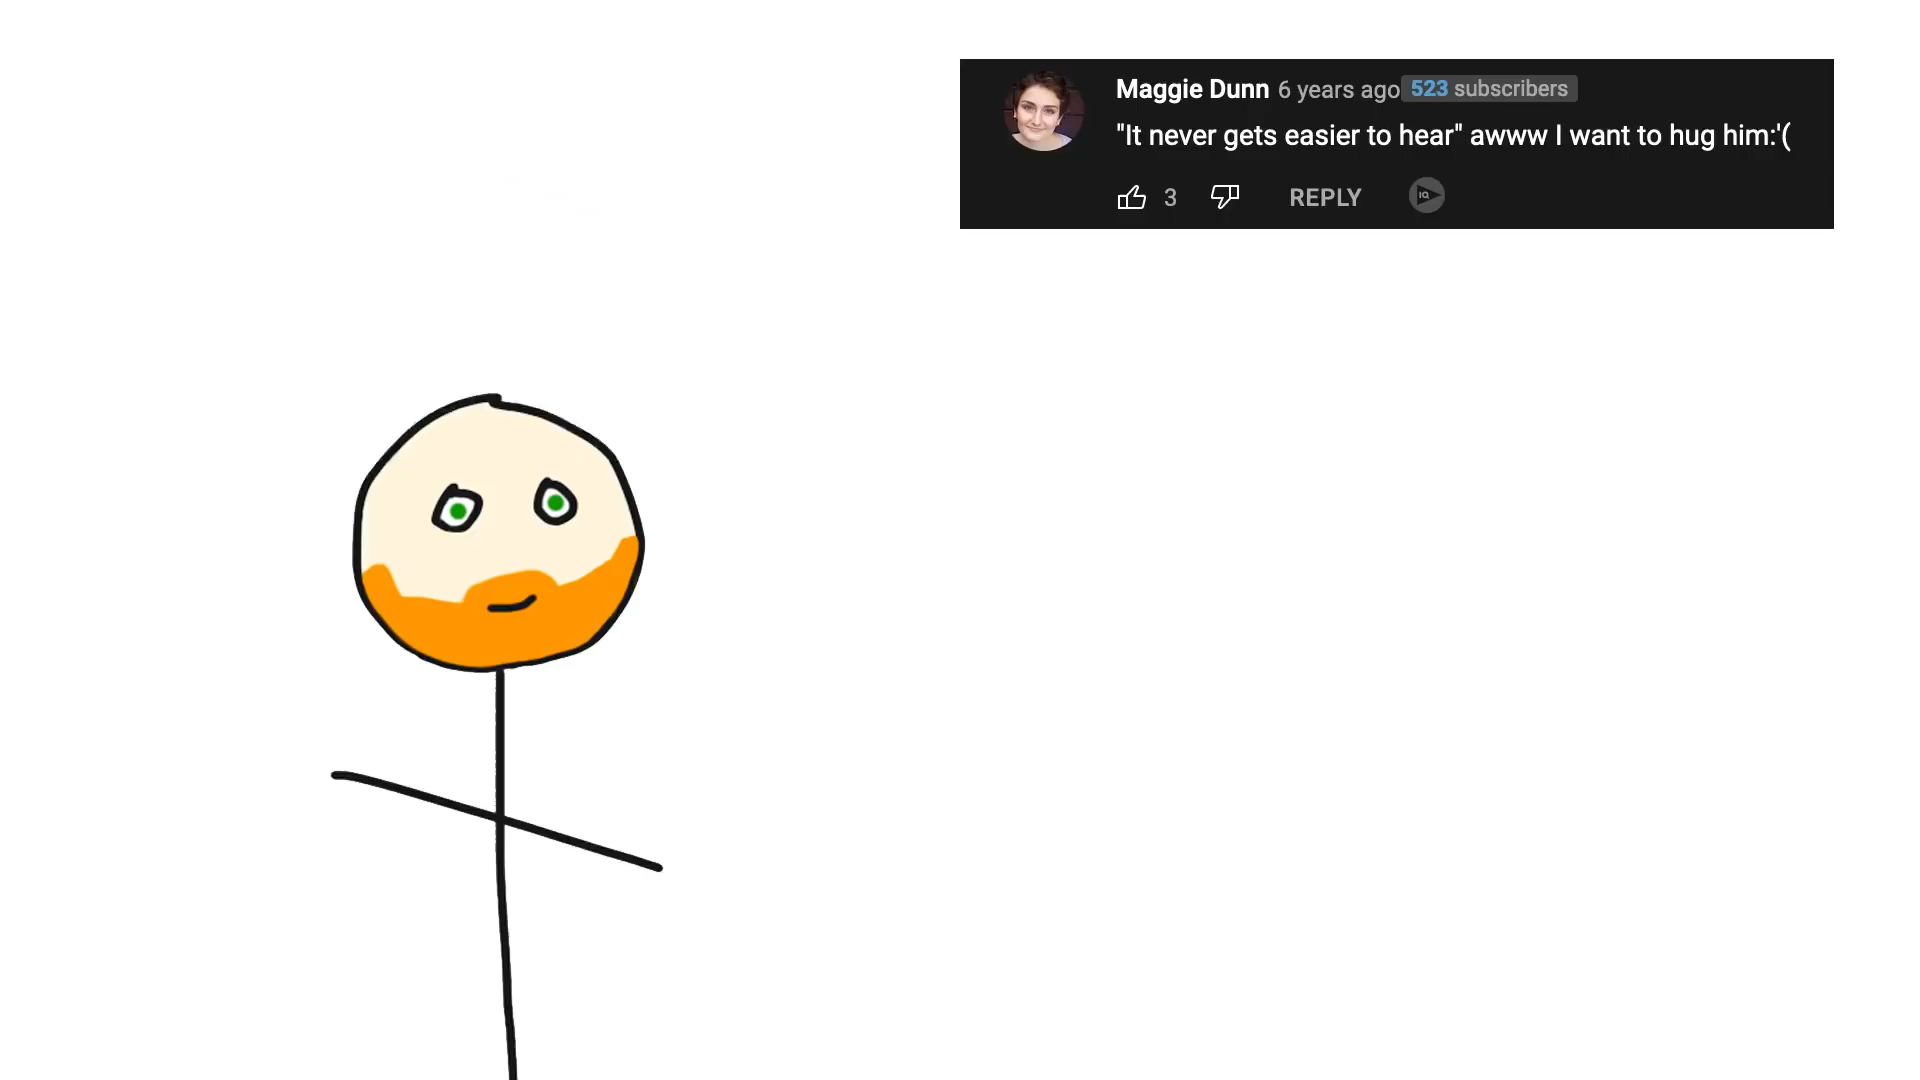 Maggie Dunn 6 years ago 523 subscribers
"It never gets easier to hear" awww I want to hug him:'(
3 REPLY IQ